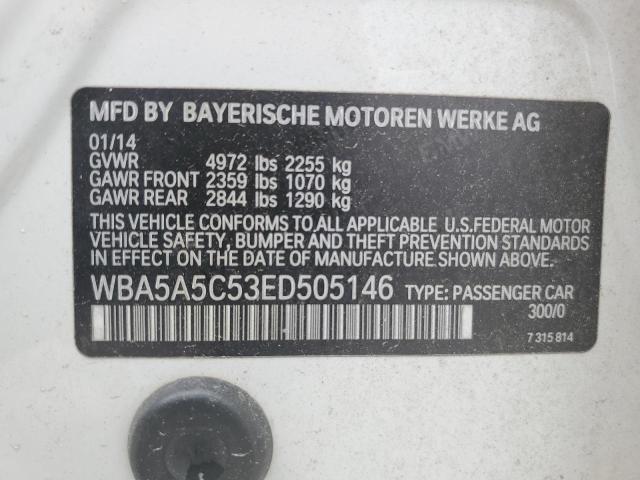 MFD BY BAYERISCHE MOTOREN WERKE AG
01/14
GVWR 4972 lbs 2255 kg
GAWR FRONT 2359 lbs 1070 kg
GAWR REAR 2844 lbs 1290 kg
THIS VEHICLE CONFORMS TO ALL APPLICABLE U.S.FEDERAL MOTOR
VEHICLE SAFETY, BUMPER AND THEFT PREVENTION STANDARDS
IN EFFECT ON THE DATE OF MANUFACTURE SHOWN ABOVE.
WBA5A5C53ED505146 TYPE: PASSENGER CAR
300/0
7 315 814